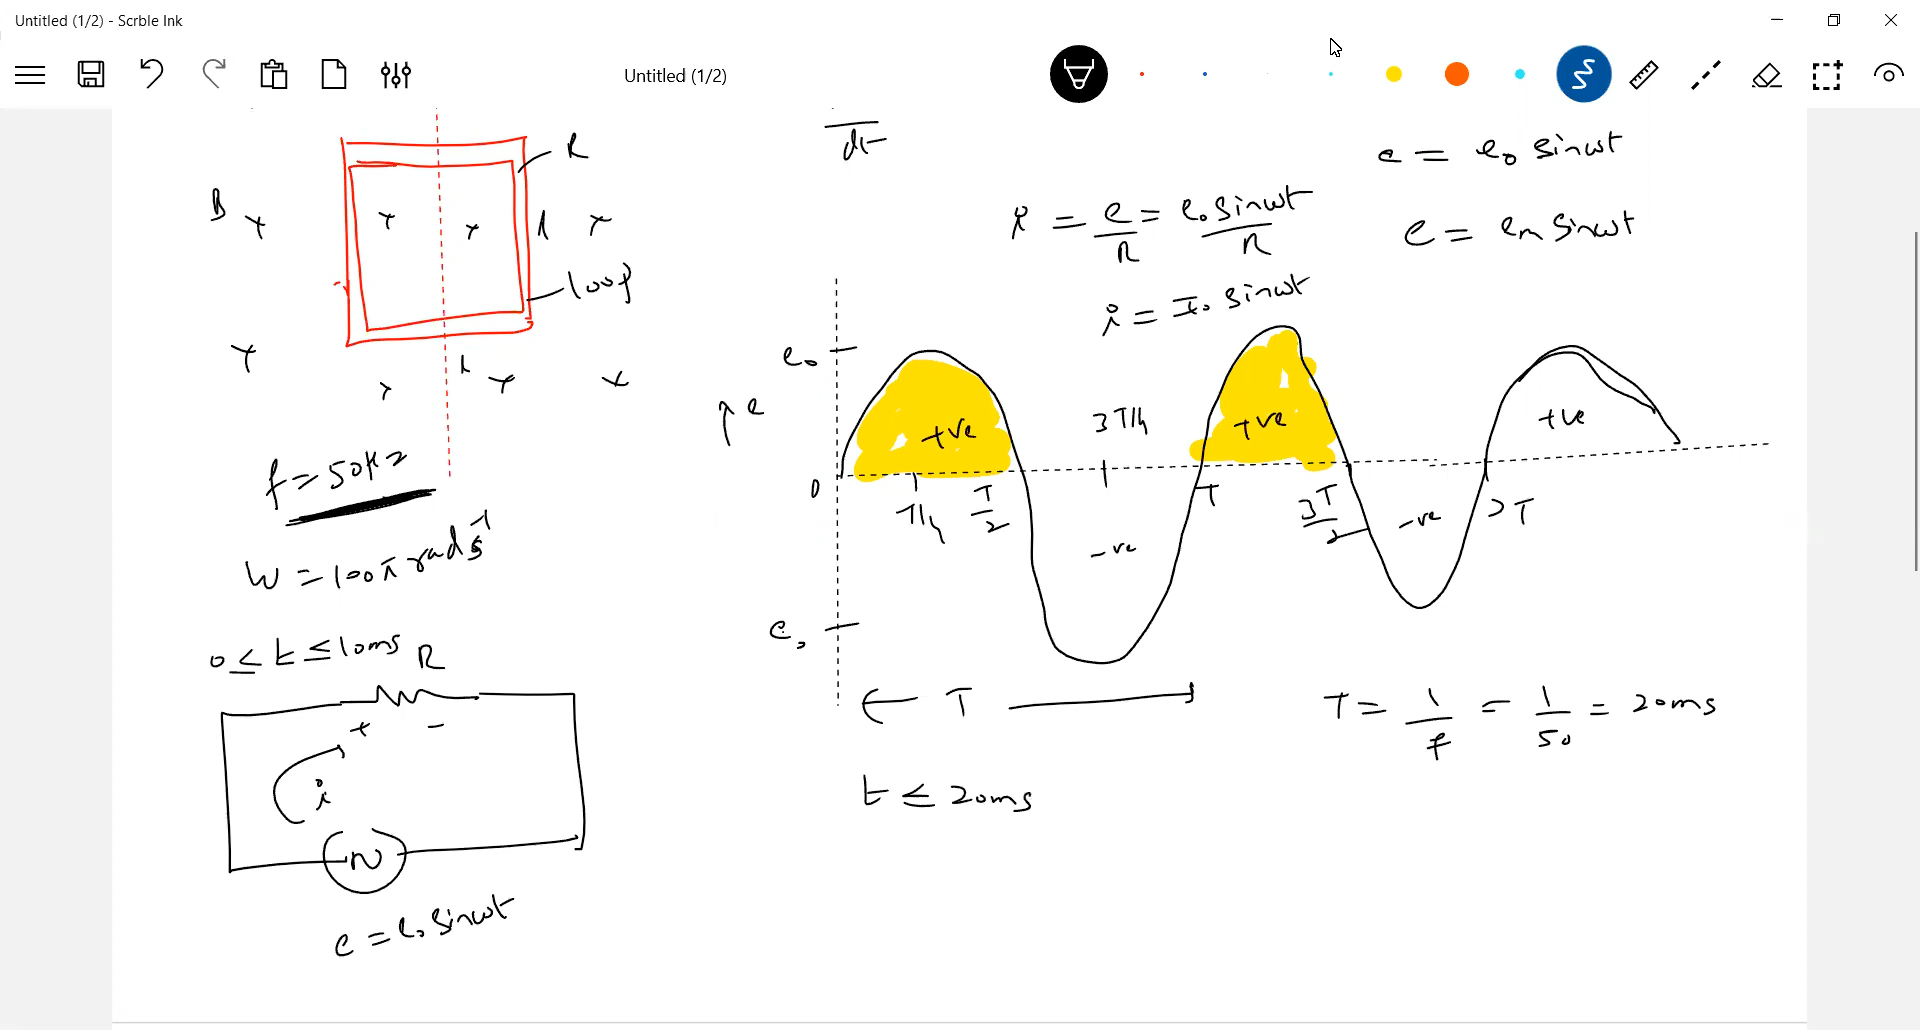 Untitled (1/2) - Scrble Ink
Untitled (1/2)
dt
R
B
A
loop
f = 50Hz
W = 100π rad s⁻¹
0 ≤ t ≤ 10ms
R
+ -
i
e = e₀ sinωt
e = e₀ sinωt
e = em sinωt
i = e/R = e₀ sinωt/R
i = I₀ sinωt
e₀
↑ e
+ve
3T/4
+ve
+ve
0
T/4
T/2
T
3T/2
-ve
2T
-ve
e₀
← T
T = 1/f = 1/50 = 20ms
t ≤ 20ms